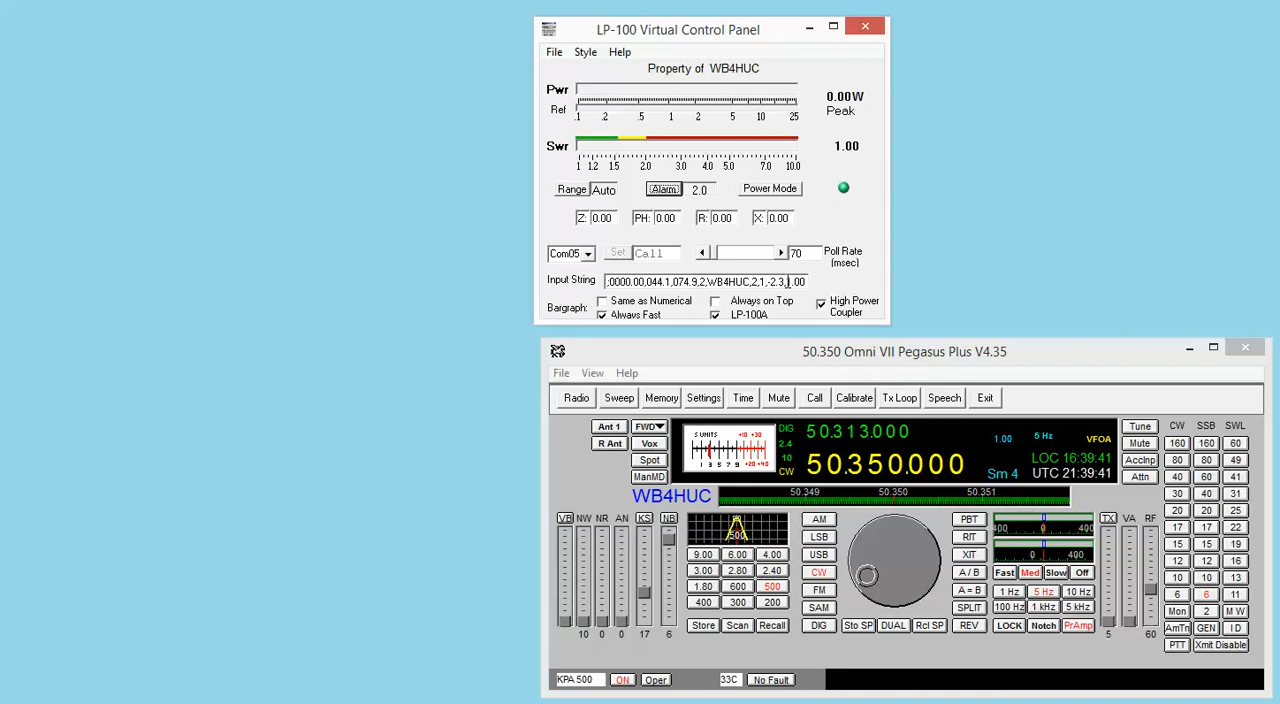 LP-100 Virtual Control Panel
File Style Help
Property of WB4HUC
Pwr
Ref
.1 .2 .5 1 2 5 10 25
0.00W
Peak
Swr
1 1.2 1.5 2.0 3.0 4.0 5.0 7.0 10.0
1.00
Range Auto Alarm 2.0 Power Mode
Z: 0.00 PH: 0.00 R: 0.00 X: 0.00
Com05 Set Call 70 Poll Rate
(msec)
Input String ;0000.00,044.1,074.9,2,WB4HUC,2,1,-2.3,1.00
Bargraph: Same as Numerical Always on Top High Power
Coupler
Always Fast LP-100A
50.350 Omni VII Pegasus Plus V4.35
File View Help
Radio Sweep Memory Settings Time Mute Call Calibrate Tx Loop Speech Exit
Ant 1 FWD
R Ant Vox
Spot
ManMD
S UNITS +10 +30
1 3 5 7 9 +20 +40
DIG 50.313.000
2.4
10
CW 50.350.000
1.00 5 Hz VFOA
LOC 16:39:41
Sm 4 UTC 21:39:41
Tune
Mute
AccInp
Attn
WB4HUC 50.349 50.350 50.351
VB NW NR AN KS NB
10 0 0 17 6
500
9.00 6.00 4.00
3.00 2.80 2.40
1.80 600 500
400 300 200
Store Scan Recall
AM
LSB
USB
CW
FM
SAM
DIG
Sto SP DUAL Rcl SP
PBT
RIT
XIT
A / B
A = B
SPLIT
REV
400 0 400
0 400
Fast Med Slow Off
1 Hz 5 Hz 10 Hz
100 Hz 1 kHz 5 kHz
LOCK Notch PrAmp
TX VA RF
5 60
CW SSB SWL
160 160 60
80 80 49
40 60 41
30 40 31
20 20 25
17 17 22
15 15 19
12 12 16
10 10 13
6 6 11
Mon 2 M W
AmTn GEN I D
PTT Xmit Disable
KPA 500 ON Oper 33C No Fault